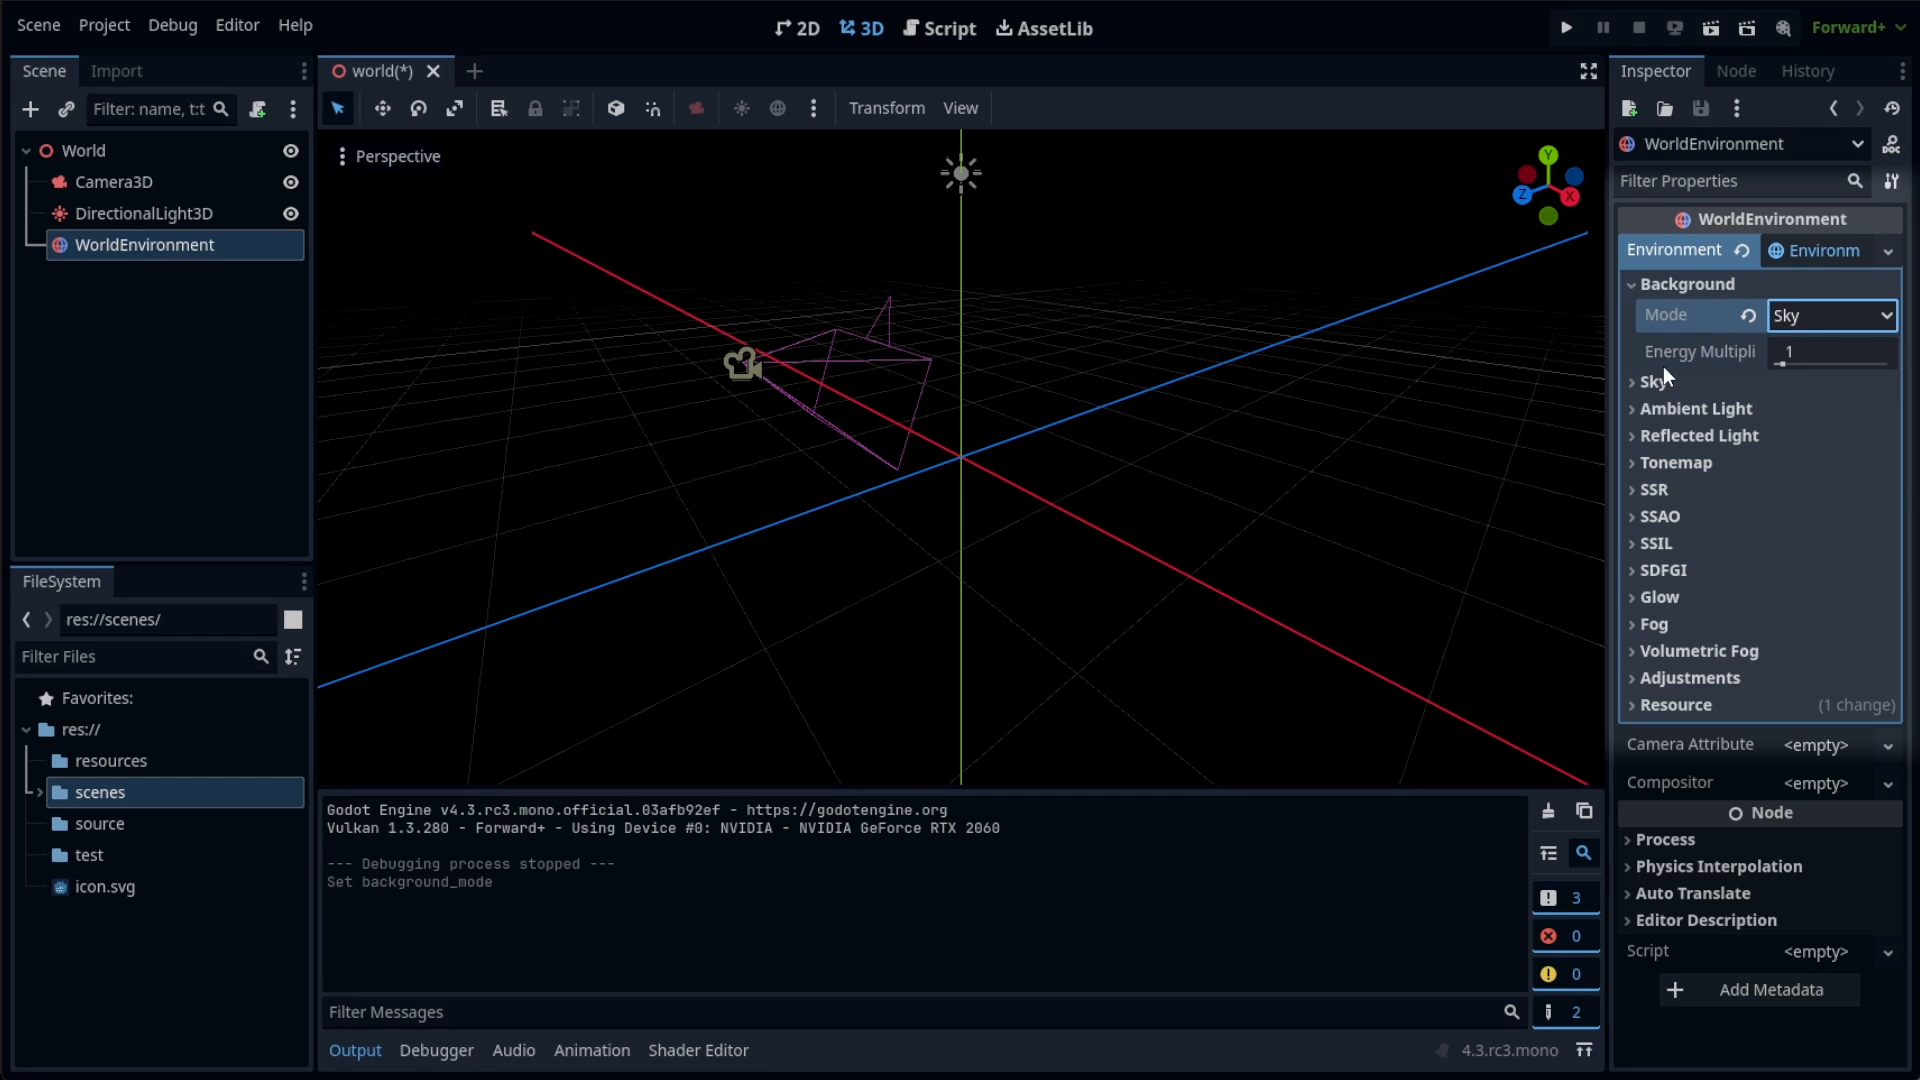 Scene Project Debug Editor Help
2D 3D Script AssetLib
Forward+
Scene Import
Filter: name, t:t
World
Camera3D
DirectionalLight3D
WorldEnvironment
FileSystem
res://scenes/
Filter Files
Favorites:
res://
resources
scenes
source
test
icon.svg
world(*)
Transform View
Perspective
Y
Z
X
Godot Engine v4.3.rc3.mono.official.03afb92ef - https://godotengine.org
Vulkan 1.3.280 - Forward+ - Using Device #0: NVIDIA - NVIDIA GeForce RTX 2060
--- Debugging process stopped ---
Set background_mode
3
0
0
2
Filter Messages
Output Debugger Audio Animation Shader Editor
4.3.rc3.mono
Inspector Node History
WorldEnvironment
DOC
Filter Properties
WorldEnvironment
Environment Environm
Background
Mode Sky
Energy Multipli 1
Sky
Ambient Light
Reflected Light
Tonemap
SSR
SSAO
SSIL
SDFGI
Glow
Fog
Volumetric Fog
Adjustments
Resource (1 change)
Camera Attribute <empty>
Compositor <empty>
Node
Process
Physics Interpolation
Auto Translate
Editor Description
Script <empty>
Add Metadata